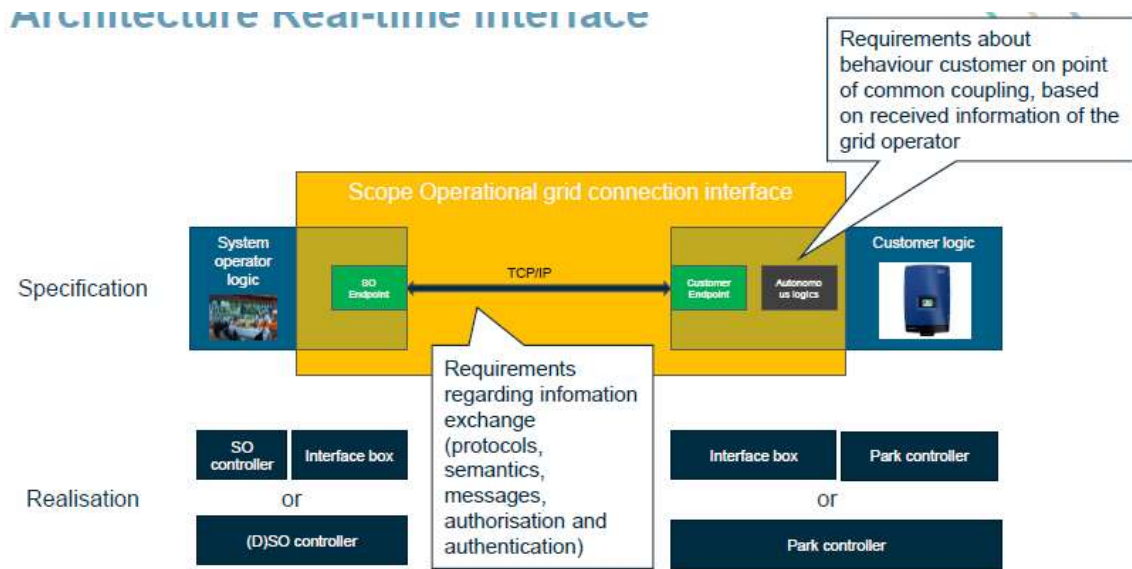 Architecture Real-time interface
Requirements about
behaviour customer on point
of common coupling, based
on received information of the
grid operator
Scope Operational grid connection interface
System
operator
logic
Customer logic
Specification
SO
Endpoint
TCP/IP
Customer
Endpoint
Autonomo
us logics
Requirements
regarding infomation
exchange
(protocols,
semantics,
messages,
authorisation and
authentication)
SO
controller
Interface box
Interface box
Park controller
Realisation
or
or
(D)SO controller
Park controller